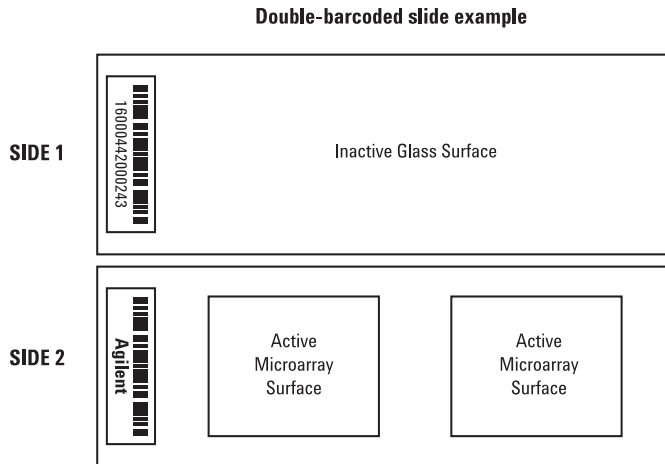 Double-barcoded slide example
SIDE 1
16000442000243
Inactive Glass Surface
SIDE 2
Agilent
Active
Microarray
Surface
Active
Microarray
Surface